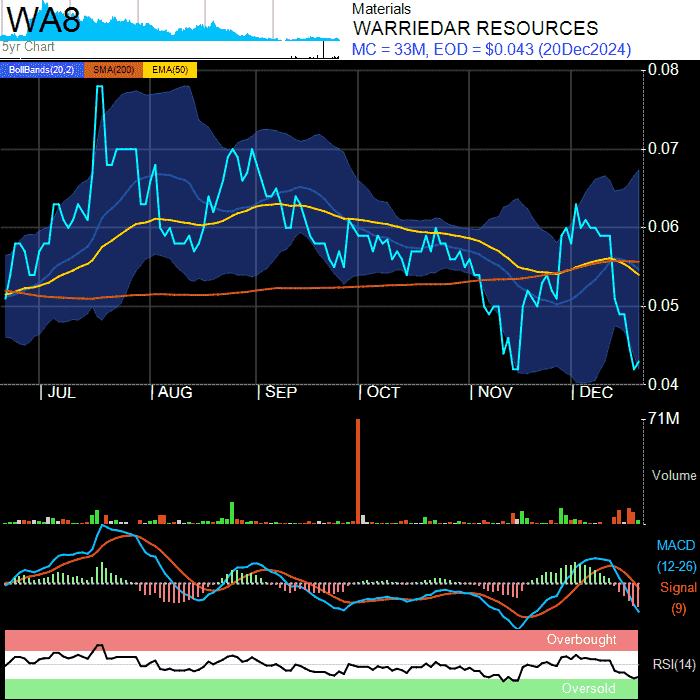 WA8
5yr Chart
Materials
WARRIEDAR RESOURCES
MC = 33M, EOD = $0.043 (20Dec2024)
BollBands(20,2) SMA(200) EMA(50)
0.08
0.07
0.06
0.05
0.04
JUL AUG SEP OCT NOV DEC
71M
Volume
MACD
(12-26)
Signal
(9)
Overbought
RSI(14)
Oversold